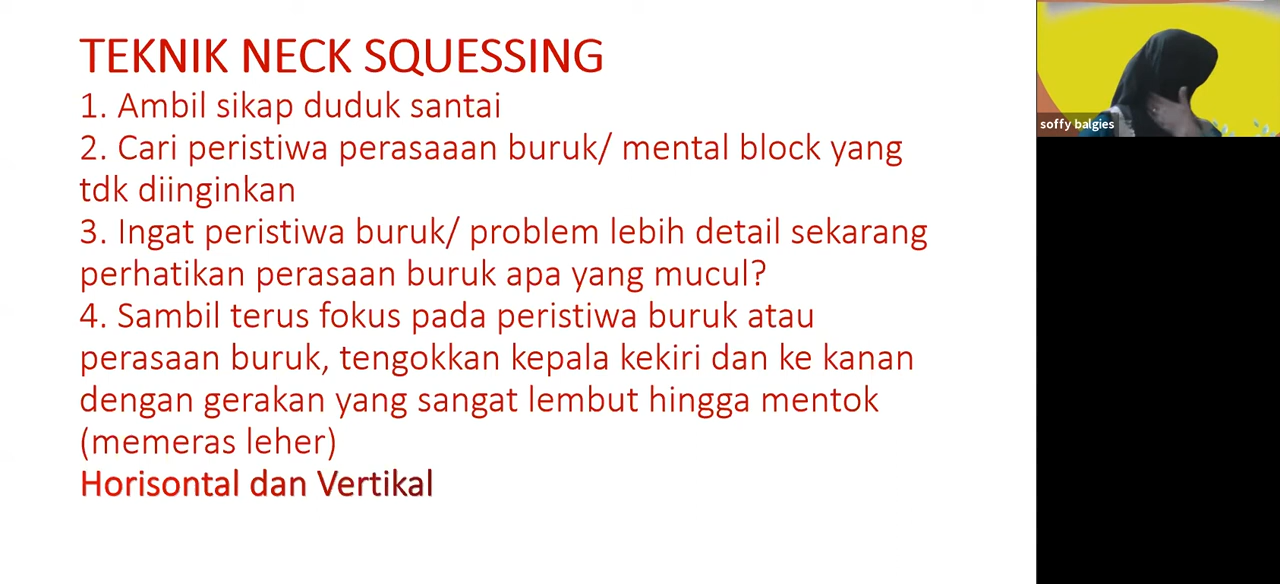 TEKNIK NECK SQUESSING
1. Ambil sikap duduk santai
2. Cari peristiwa perasaaan buruk/ mental block yang
tdk diinginkan
3. Ingat peristiwa buruk/ problem lebih detail sekarang
perhatikan perasaan buruk apa yang mucul?
4. Sambil terus fokus pada peristiwa buruk atau
perasaan buruk, tengokkan kepala kekiri dan ke kanan
dengan gerakan yang sangat lembut hingga mentok
(memeras leher)
Horisontal dan Vertikal
soffy balgies